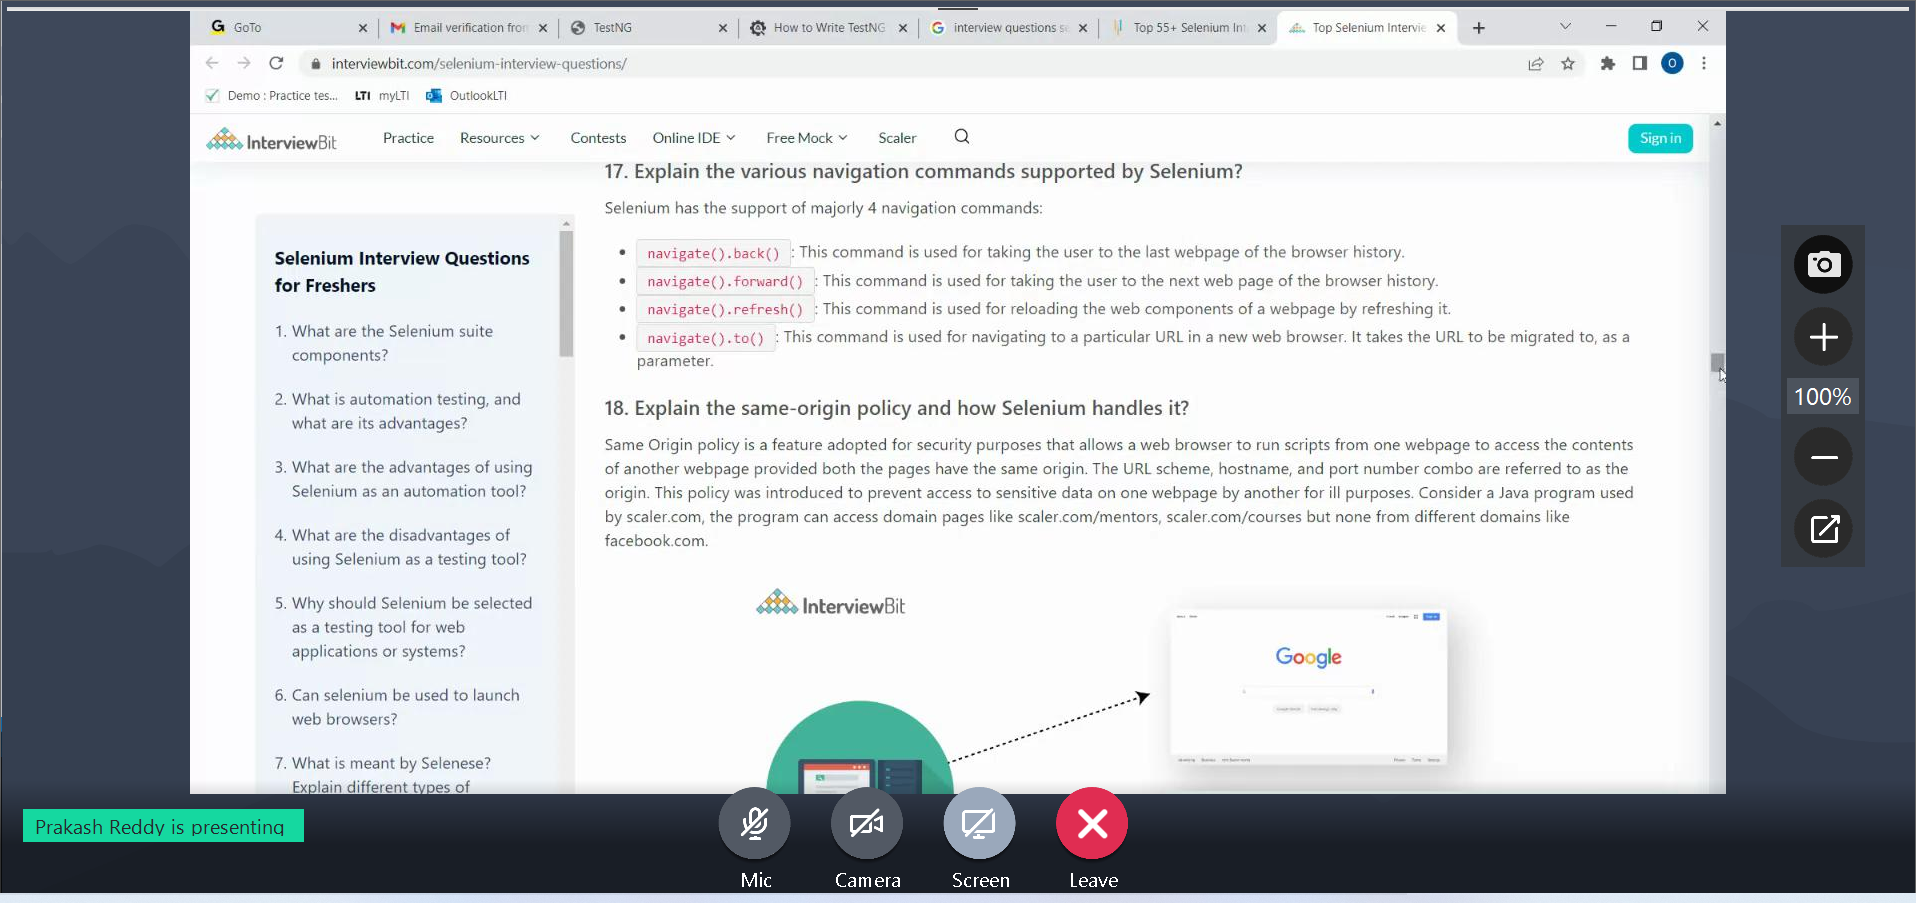 GoTo
Email verification from
TestNG
How to Write TestNG
interview questions se
Top 55+ Selenium Int
Top Selenium Intervie
interviewbit.com/selenium-interview-questions/
O
Demo : Practice tes...
LTI myLTI
OutlookLTI
InterviewBit
Practice
Resources
Contests
Online IDE
Free Mock
Scaler
Sign in
Selenium Interview Questions
for Freshers
1. What are the Selenium suite
components?
2. What is automation testing, and
what are its advantages?
3. What are the advantages of using
Selenium as an automation tool?
4. What are the disadvantages of
using Selenium as a testing tool?
5. Why should Selenium be selected
as a testing tool for web
applications or systems?
6. Can selenium be used to launch
web browsers?
7. What is meant by Selenese?
Explain different types of
17. Explain the various navigation commands supported by Selenium?
Selenium has the support of majorly 4 navigation commands:
navigate().back() : This command is used for taking the user to the last webpage of the browser history.
navigate().forward() : This command is used for taking the user to the next web page of the browser history.
navigate().refresh() : This command is used for reloading the web components of a webpage by refreshing it.
navigate().to() : This command is used for navigating to a particular URL in a new web browser. It takes the URL to be migrated to, as a
parameter.
18. Explain the same-origin policy and how Selenium handles it?
Same Origin policy is a feature adopted for security purposes that allows a web browser to run scripts from one webpage to access the contents
of another webpage provided both the pages have the same origin. The URL scheme, hostname, and port number combo are referred to as the
origin. This policy was introduced to prevent access to sensitive data on one webpage by another for ill purposes. Consider a Java program used
by scaler.com, the program can access domain pages like scaler.com/mentors, scaler.com/courses but none from different domains like
facebook.com.
InterviewBit
Google
100%
Prakash Reddy is presenting
Mic
Camera
Screen
Leave